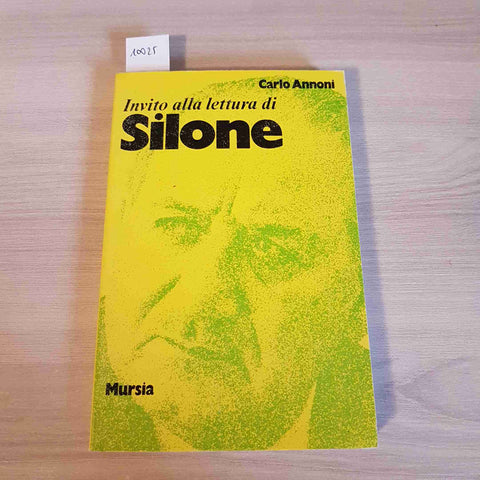 10025
Carlo Annoni
Invito alla lettura di
Silone
Mursia